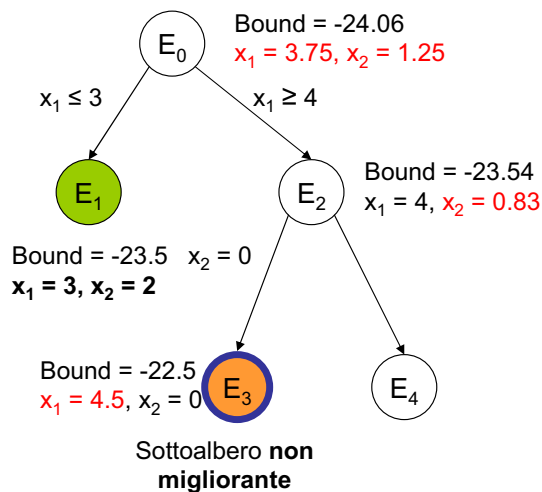 Bound = -24.06
E₀
x₁ = 3.75, x₂ = 1.25
x₁ ≤ 3
x₁ ≥ 4
Bound = -23.54
E₁
E₂
x₁ = 4, x₂ = 0.83
Bound = -23.5
x₂ = 0
x₁ = 3, x₂ = 2
Bound = -22.5
x₁ = 4.5, x₂ = 0
E₃
E₄
Sottoalbero non
migliorante